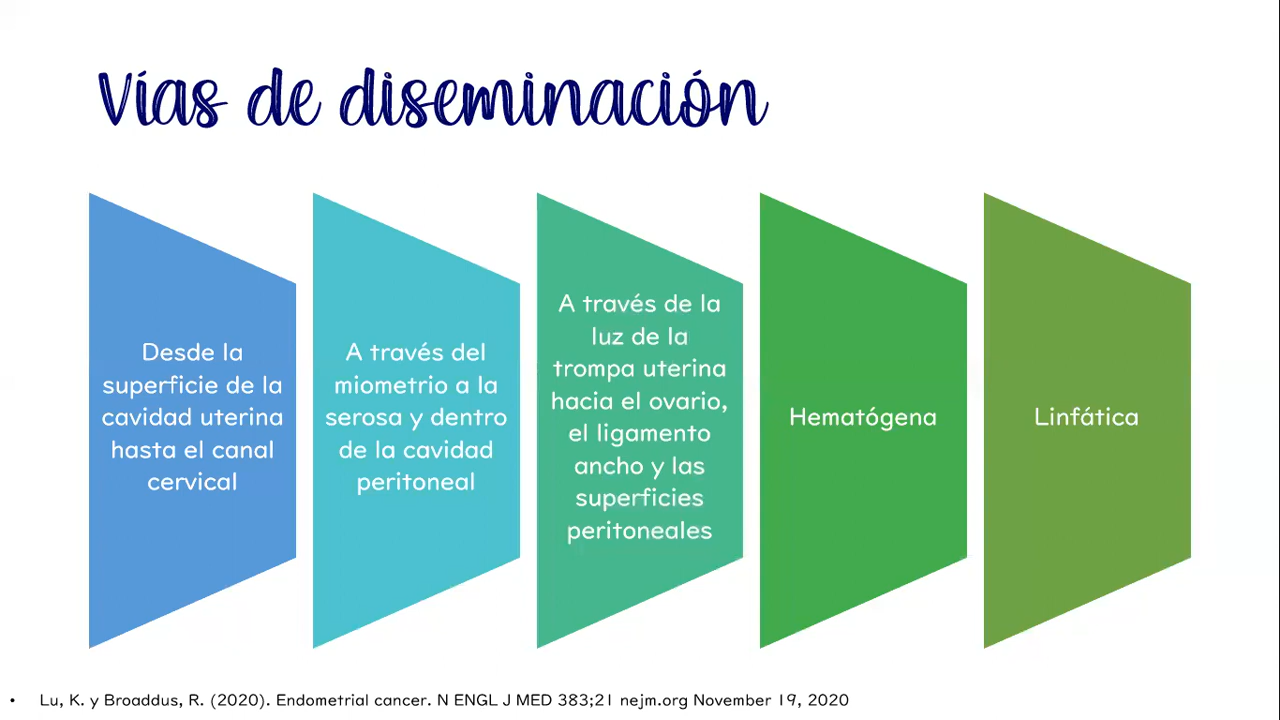 Vías de diseminación
Desde la
superficie de la
cavidad uterina
hasta el canal
cervical
A través del
miometrio a la
serosa y dentro
de la cavidad
peritoneal
A través de la
luz de la
trompa uterina
hacia el ovario,
el ligamento
ancho y las
superficies
peritoneales
Hematógena
Linfática
• Lu, K. y Broaddus, R. (2020). Endometrial cancer. N ENGL J MED 383;21 nejm.org November 19, 2020